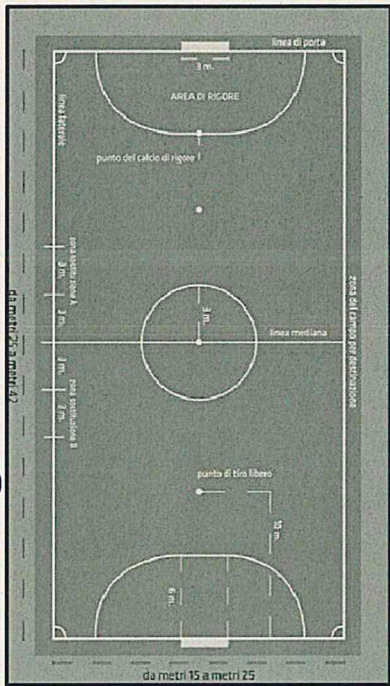 linea di porta
3 m.
AREA DI RIGORE
linea laterale
punto del calcio di rigore
zona sostituzione A
3 m.
3 m.
3 m.
linea mediana
zona del campo per destinazione
da metri 25 a metri 42
3 m.
3 m.
zona sostituzione B
punto di tiro libero
10 m.
6 m.
da metri 15 a metri 25